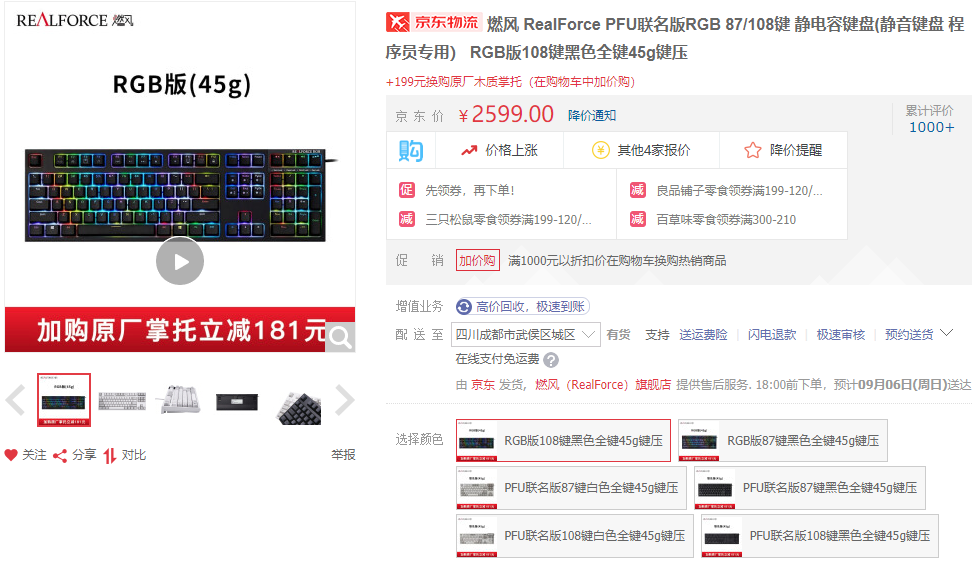 REALFORCE 燃风
RGB版(45g)
加购原厂掌托立减181元
关注 分享 对比 举报
京东物流 燃风 RealForce PFU联名版RGB 87/108键 静电容键盘(静音键盘 程
序员专用) RGB版108键黑色全键45g键压
+199元换购原厂木质掌托（在购物车中加价购）
京东价 ￥2599.00 降价通知
累计评价
1000+
购 价格上涨 其他4家报价 降价提醒
促 先领券，再下单！
减 良品铺子零食领券满199-120/...
减 三只松鼠零食领券满199-120/...
减 百草味零食领券满300-210
促销 加价购 满1000元以折扣价在购物车换购热销商品
增值业务 高价回收，极速到账
配送至 四川成都市武侯区城区 有货 支持 送运费险 闪电退款 极速审核 预约送货
在线支付免运费 ?
由 京东 发货，燃风（RealForce）旗舰店 提供售后服务. 18:00前下单，预计09月06日(周日)送达
选择颜色
RGB版108键黑色全键45g键压
RGB版87键黑色全键45g键压
PFU联名版87键白色全键45g键压
PFU联名版87键黑色全键45g键压
PFU联名版108键白色全键45g键压
PFU联名版108键黑色全键45g键压